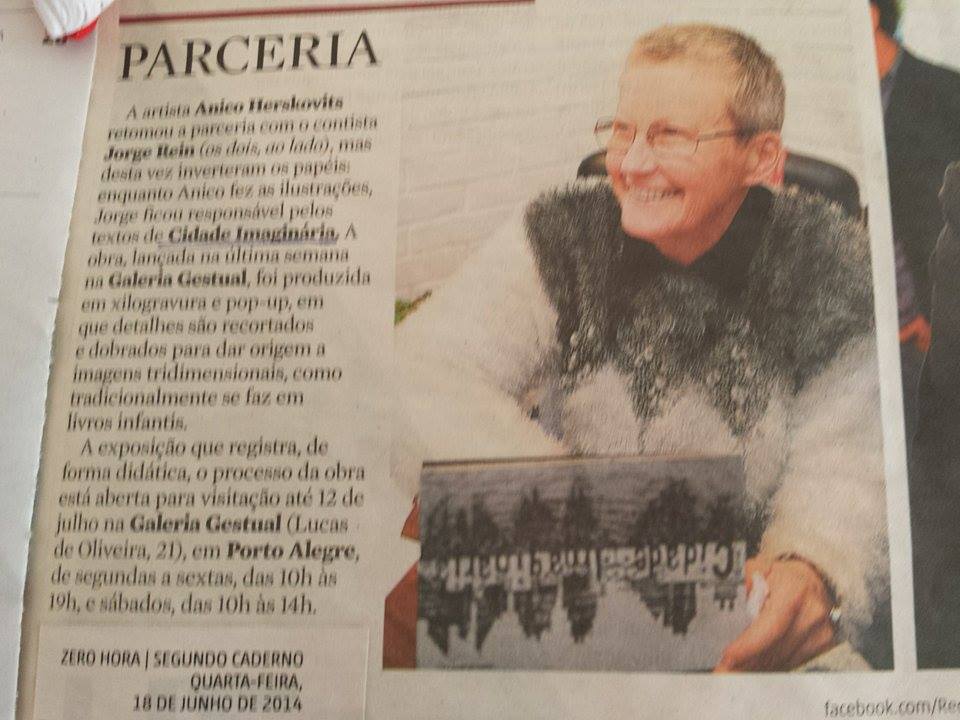 PARCERIA
A artista Anico Herskovits
retomou a parceria com o contista
Jorge Rein (os dois, ao lado), mas
desta vez inverteram os papéis:
enquanto Anico fez as ilustrações,
Jorge ficou responsável pelos
textos de Cidade Imaginária. A
obra, lançada na última semana
na Galeria Gestual, foi produzida
em xilogravura e pop-up, em
que detalhes são recortados
e dobrados para dar origem a
imagens tridimensionais, como
tradicionalmente se faz em
livros infantis.
A exposição que registra, de
forma didática, o processo da obra
está aberta para visitação até 12 de
julho na Galeria Gestual (Lucas
de Oliveira, 21), em Porto Alegre,
de segundas a sextas, das 10h às
19h, e sábados, das 10h às 14h.
ZERO HORA | SEGUNDO CADERNO
QUARTA-FEIRA,
18 DE JUNHO DE 2014
Cidade Imaginária
facebook.com/Re